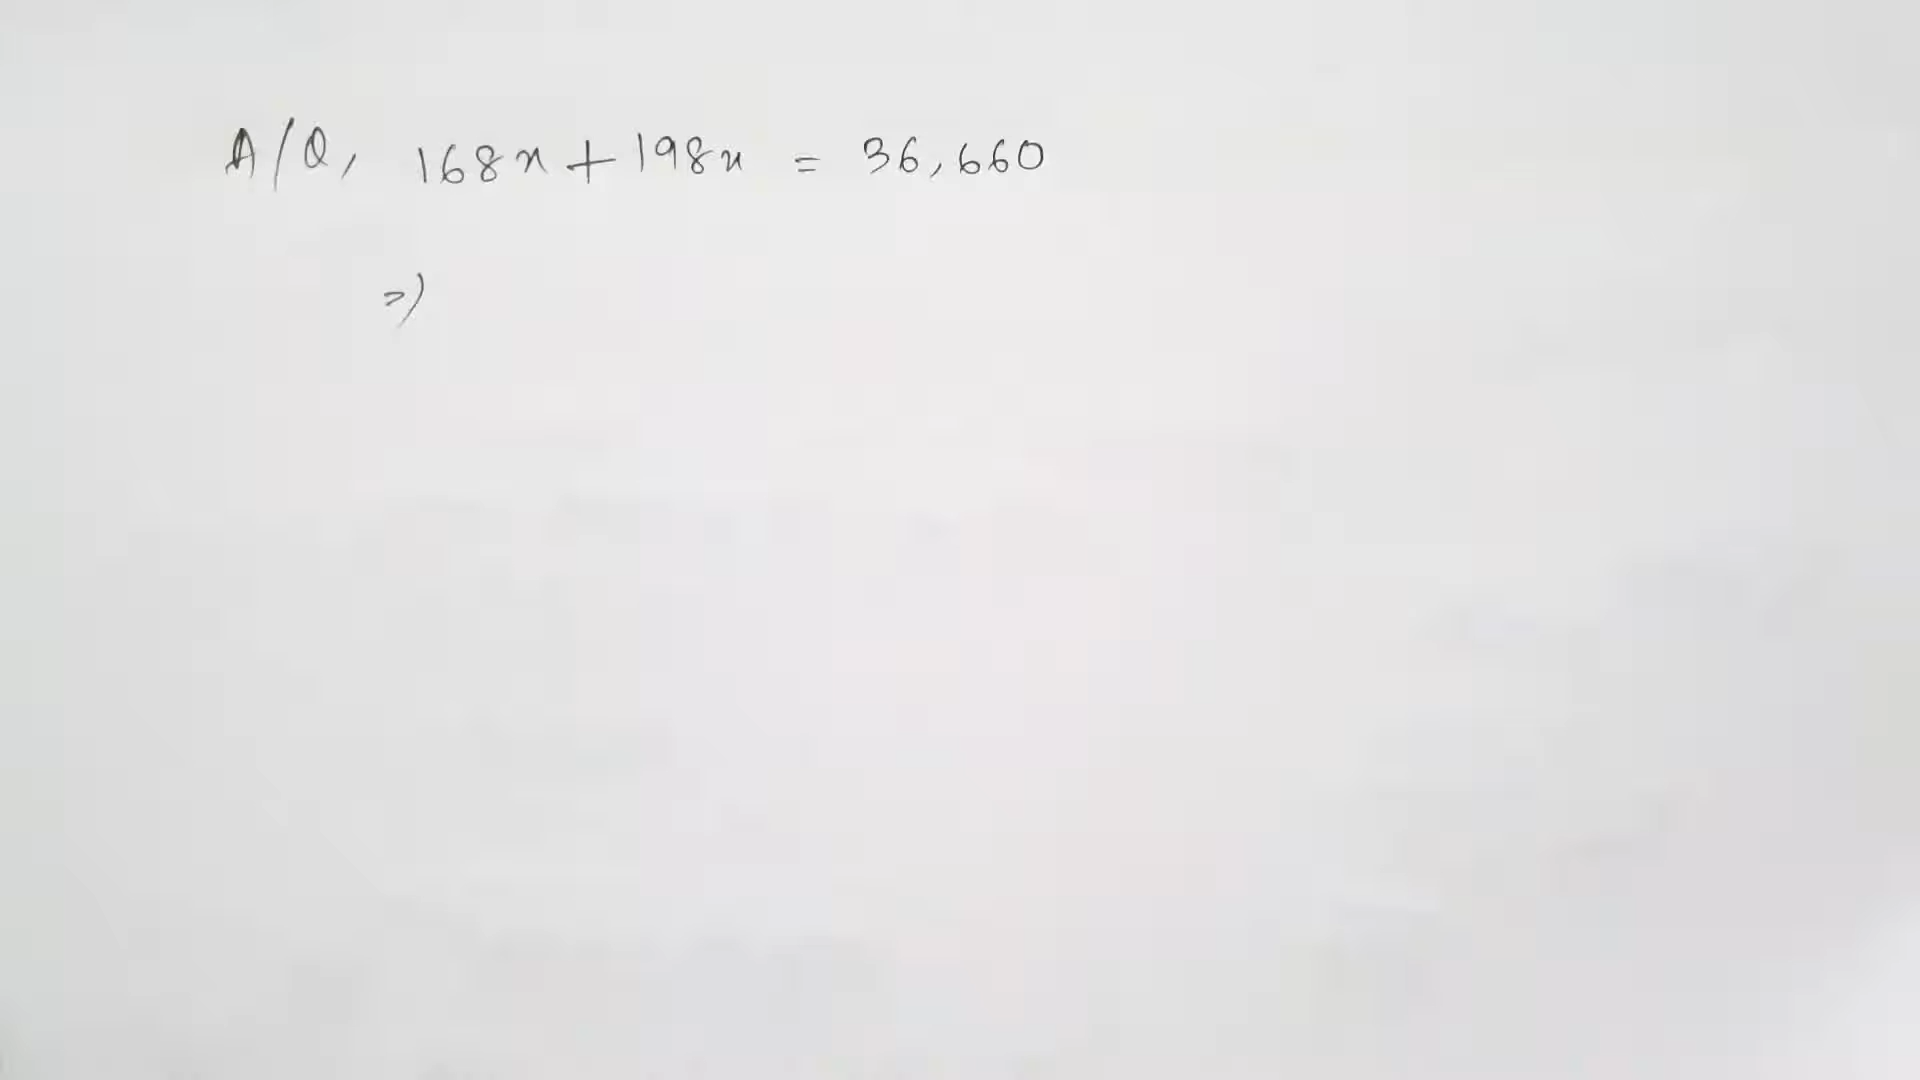 A/Q, 168x + 198x = 36,660
=>